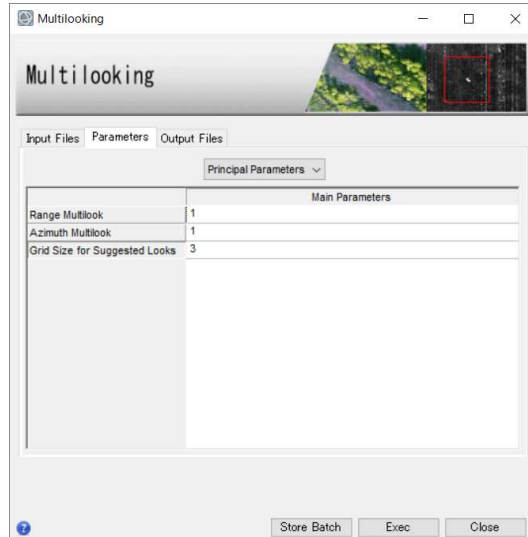 Multilooking
Multilooking
Input Files Parameters Output Files
Principal Parameters
Main Parameters
Range Multilook 1
Azimuth Multilook 1
Grid Size for Suggested Looks 3
Store Batch Exec Close